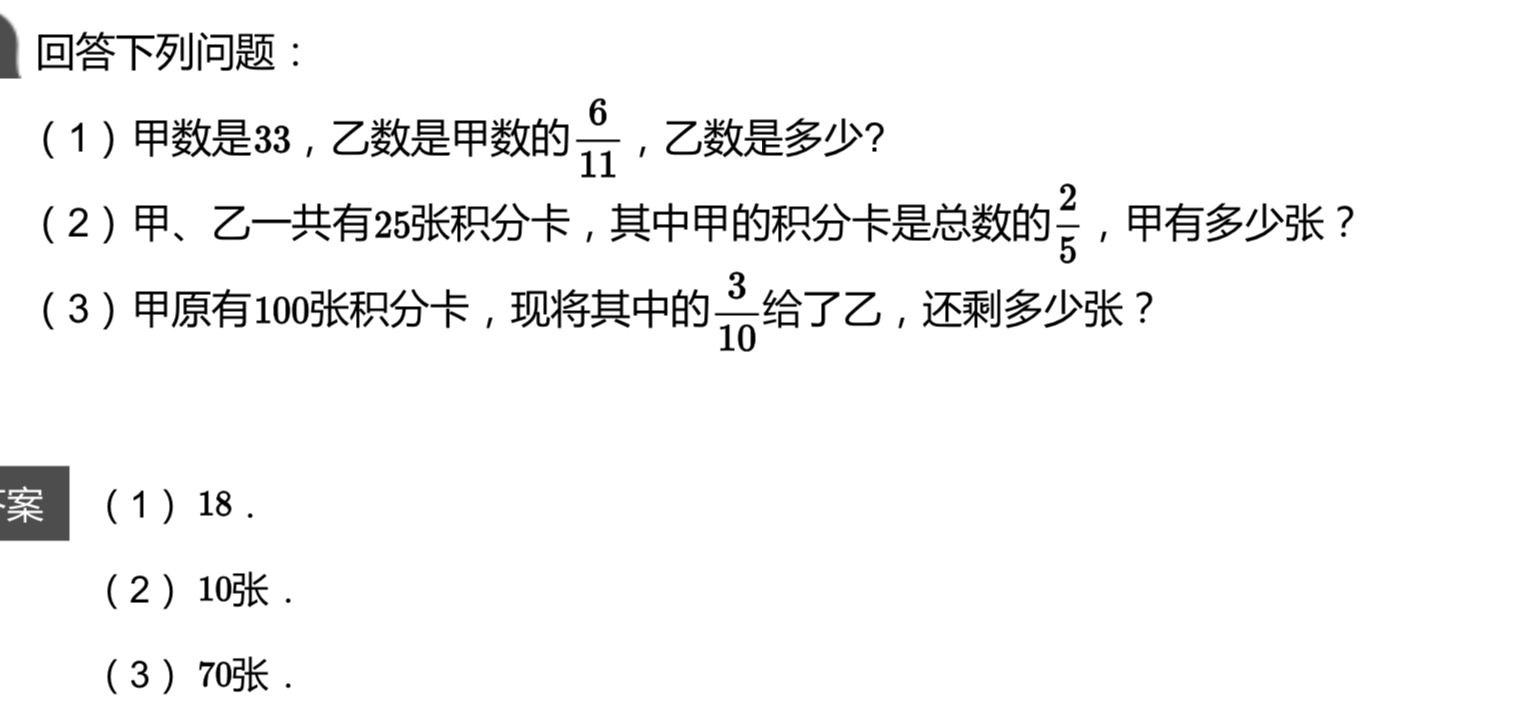 回答下列问题：
（1）甲数是33，乙数是甲数的6/11，乙数是多少?
（2）甲、乙一共有25张积分卡，其中甲的积分卡是总数的2/5，甲有多少张？
（3）甲原有100张积分卡，现将其中的3/10给了乙，还剩多少张？
案
（1）18．
（2）10张．
（3）70张．